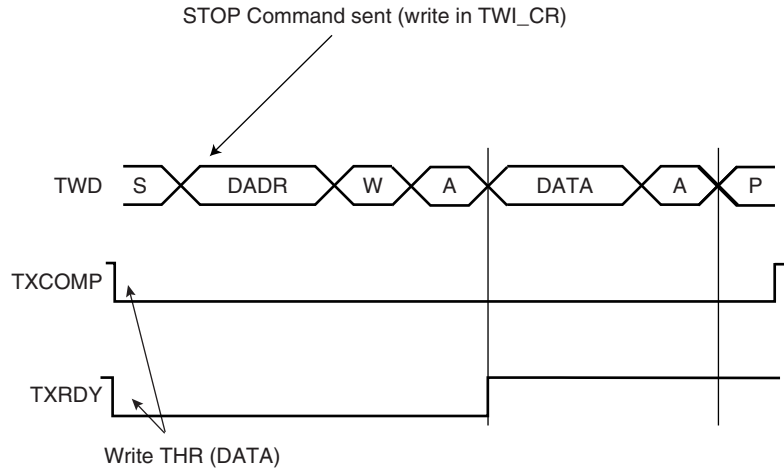 STOP Command sent (write in TWI_CR)
TWD S DADR W A DATA A P
TXCOMP
TXRDY
Write THR (DATA)